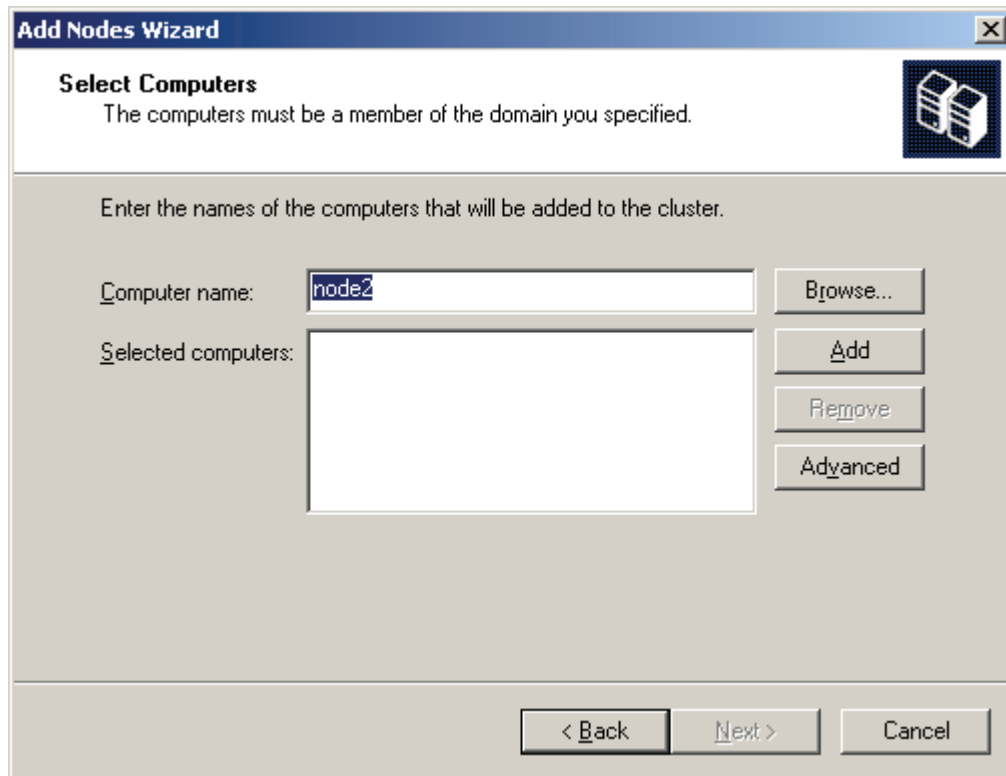 Add Nodes Wizard
Select Computers
The computers must be a member of the domain you specified.
Enter the names of the computers that will be added to the cluster.
Computer name: node2 Browse...
Selected computers: Add
Remove
Advanced
< Back Next > Cancel